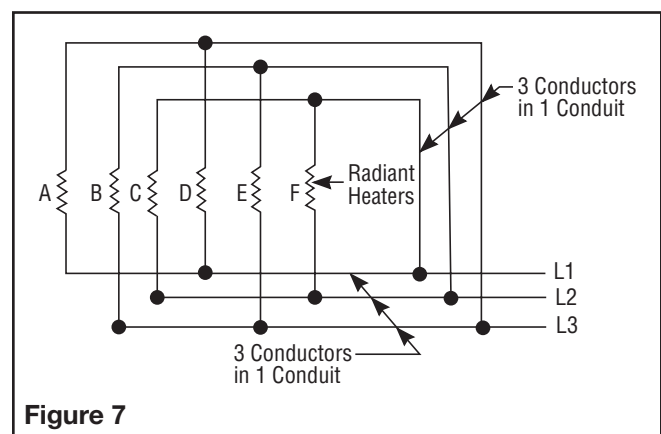 3 Conductors
in 1 Conduit
A
B
C
D
E
F
Radiant
Heaters
L1
L2
L3
3 Conductors
in 1 Conduit
Figure 7